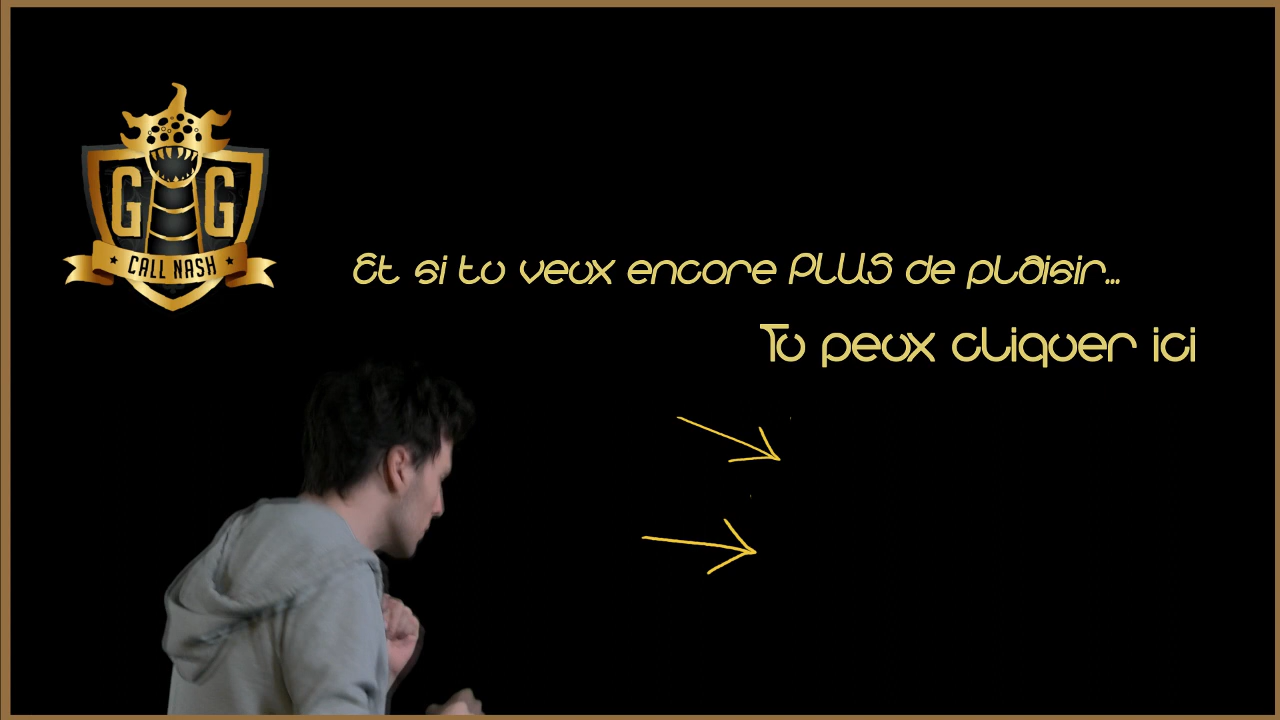 G G
CALL NASH
Et si tu veux encore PLUS de plaisir...
Tu peux cliquer ici